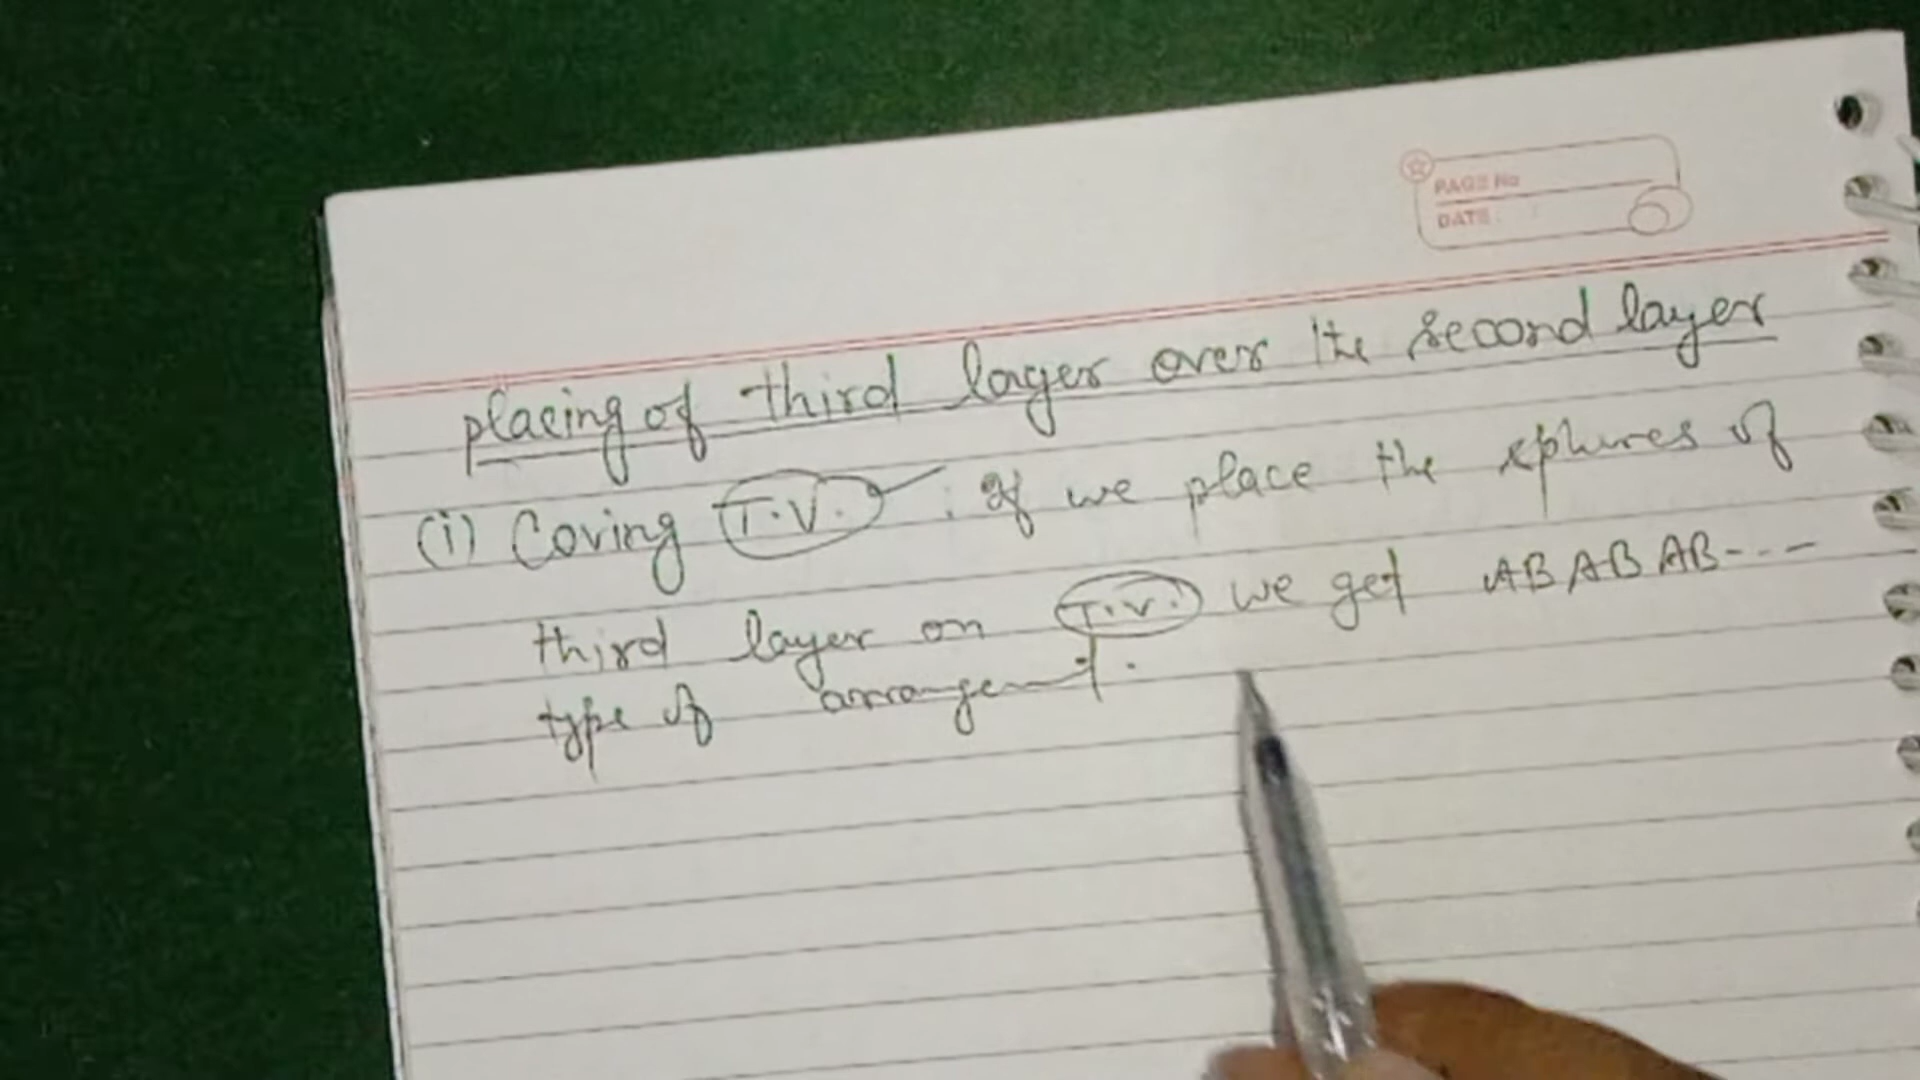 PAGE No
DATE :
placing of third layer over the second layer
(i) Coving T.V. : If we place the spheres of
third layer on T.V. we get ABABAB---
type of arrangement.